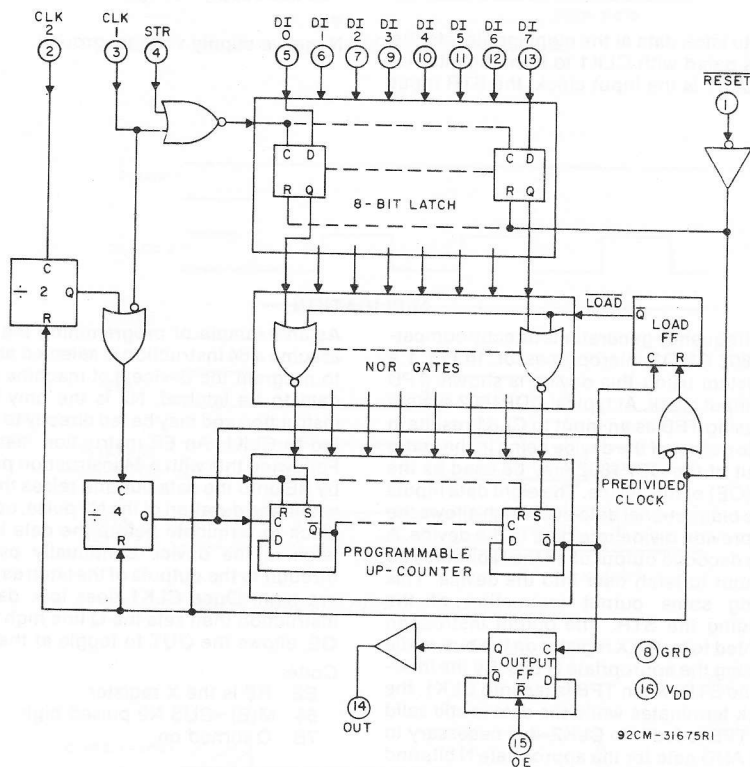 CLK 2
2
CLK 1
3
STR
4
DI 0
5
DI 1
6
DI 2
7
DI 3
9
DI 4
10
DI 5
11
DI 6
12
DI 7
13
RESET
1
C D
R Q
C D
R Q
8-BIT LATCH
C
÷ 2 Q
R
LOAD
Q
LOAD
FF
C R
NOR GATES
PREDIVIDED
CLOCK
C
÷ 4 Q
R
R S
C
D Q
R S
C
D Q
PROGRAMMABLE
UP-COUNTER
Q C
OUTPUT
Q FF D
R
14
OUT
15
OE
8 GRD
16 VDD
92CM-31675R1